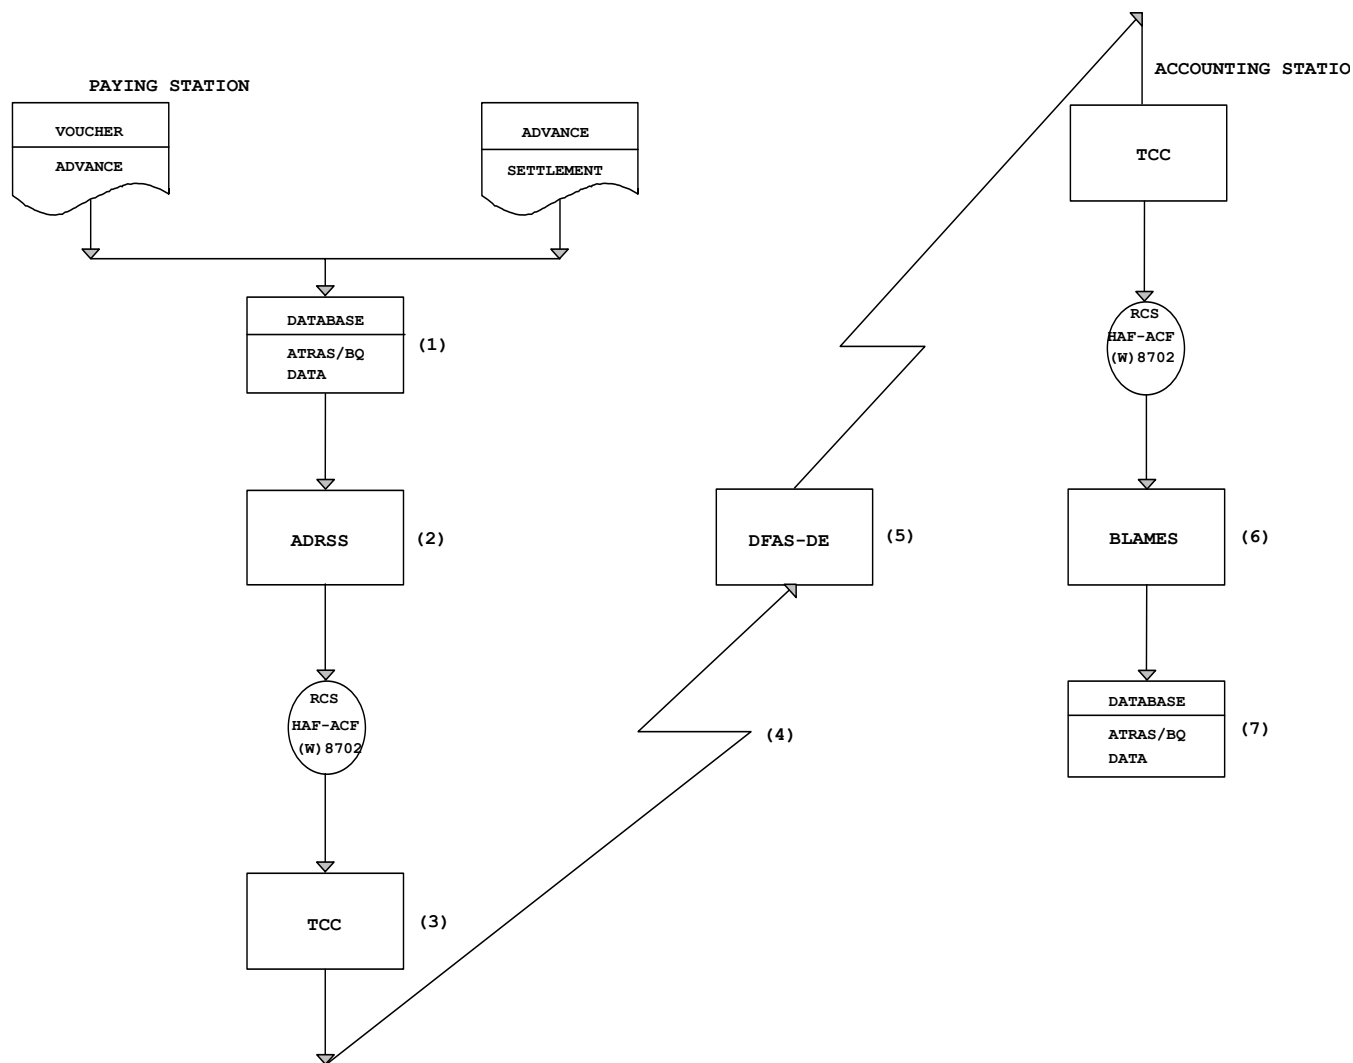 PAYING STATION
VOUCHER
ADVANCE
ADVANCE
SETTLEMENT
DATABASE
ATRAS/BQ
DATA
(1)
ADRSS
(2)
RCS
HAF-ACF
(W)8702
TCC
(3)
(4)
DFAS-DE
(5)
ACCOUNTING STATIO
TCC
RCS
HAF-ACF
(W)8702
BLAMES
(6)
DATABASE
ATRAS/BQ
DATA
(7)